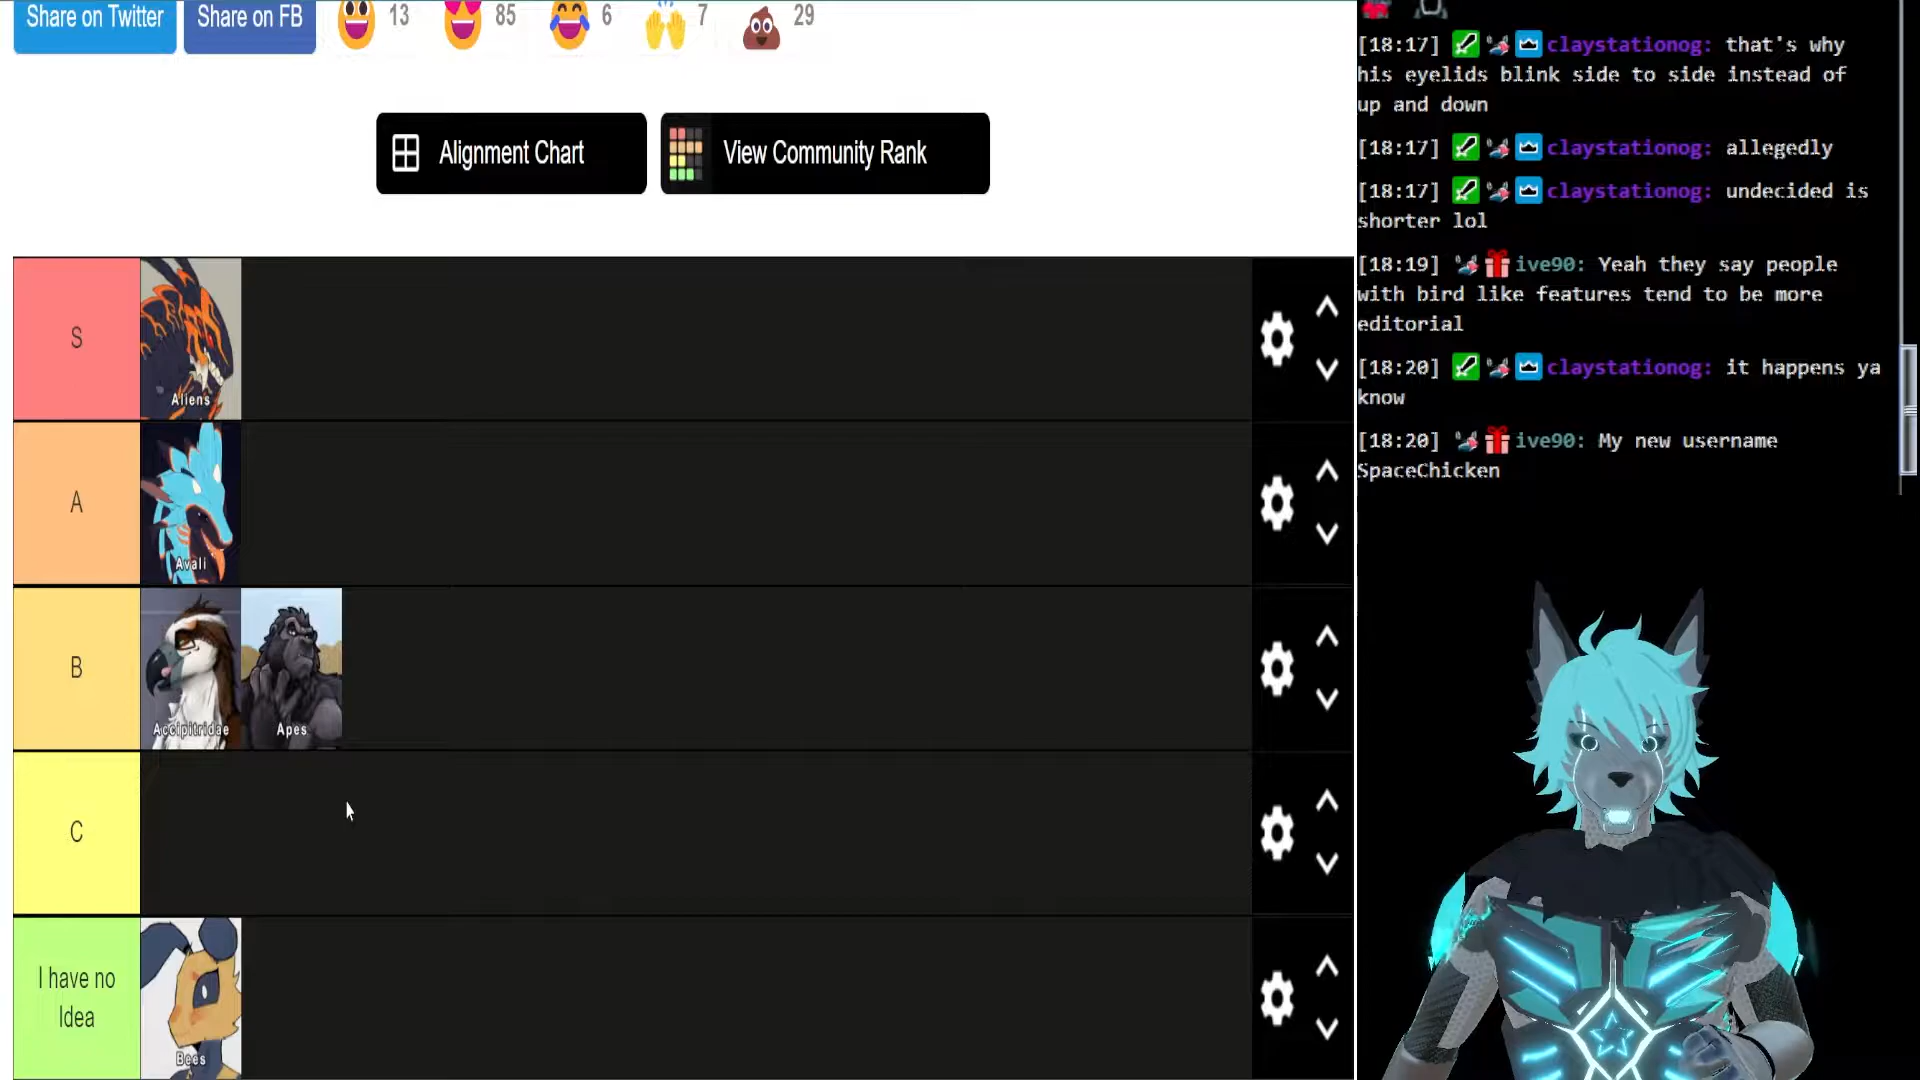 Share on Twitter
Share on FB
13
85
6
7
29
Alignment Chart
View Community Rank
S
Aliens
A
Avali
B
Accipitridae
Apes
C
I have no
Idea
Bees
[18:17] claystationog: that's why
his eyelids blink side to side instead of
up and down
[18:17] claystationog: allegedly
[18:17] claystationog: undecided is
shorter lol
[18:19] ive90: Yeah they say people
with bird like features tend to be more
editorial
[18:20] claystationog: it happens ya
know
[18:20] ive90: My new username
SpaceChicken